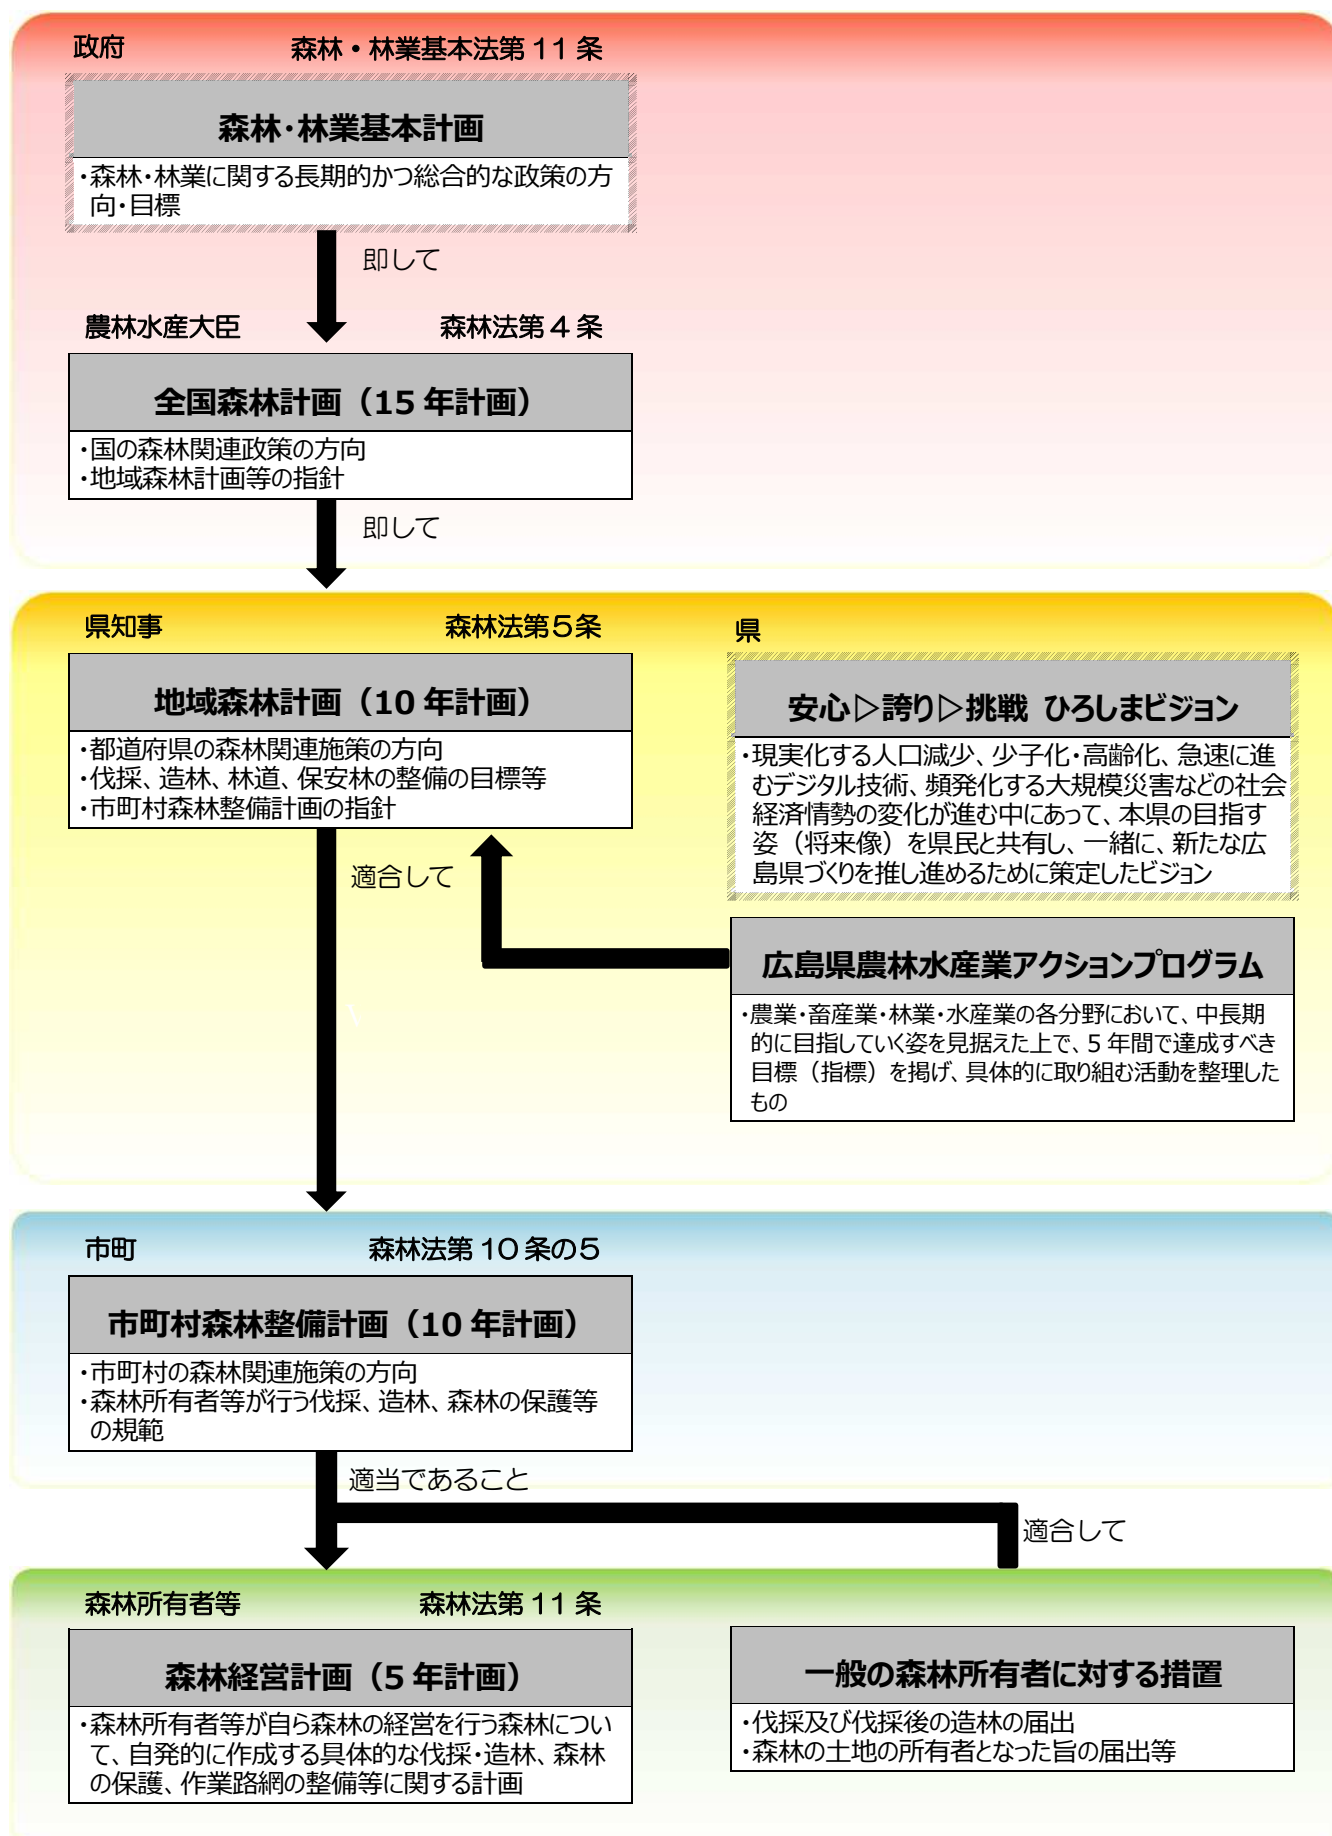 政府 森林・林業基本法第11条
森林・林業基本計画
・森林・林業に関する長期的かつ総合的な政策の方
向・目標
即して
農林水産大臣 森林法第4条
全国森林計画（15年計画）
・国の森林関連政策の方向
・地域森林計画等の指針
即して
県知事 森林法第5条
地域森林計画（10年計画）
・都道府県の森林関連施策の方向
・伐採、造林、林道、保安林の整備の目標等
・市町村森林整備計画の指針
適合して
県
安心▷誇り▷挑戦 ひろしまビジョン
・現実化する人口減少、少子化・高齢化、急速に進
むデジタル技術、頻発化する大規模災害などの社会
経済情勢の変化が進む中にあって、本県の目指す
姿（将来像）を県民と共有し、一緒に、新たな広
島県づくりを推し進めるために策定したビジョン
広島県農林水産業アクションプログラム
・農業・畜産業・林業・水産業の各分野において、中長期
的に目指していく姿を見据えた上で、5年間で達成すべき
目標（指標）を掲げ、具体的に取り組む活動を整理した
もの
市町 森林法第10条の5
市町村森林整備計画（10年計画）
・市町村の森林関連施策の方向
・森林所有者等が行う伐採、造林、森林の保護等
の規範
適当であること
適合して
森林所有者等 森林法第11条
森林経営計画（5年計画）
・森林所有者等が自ら森林の経営を行う森林につい
て、自発的に作成する具体的な伐採・造林、森林
の保護、作業路網の整備等に関する計画
一般の森林所有者に対する措置
・伐採及び伐採後の造林の届出
・森林の土地の所有者となった旨の届出等